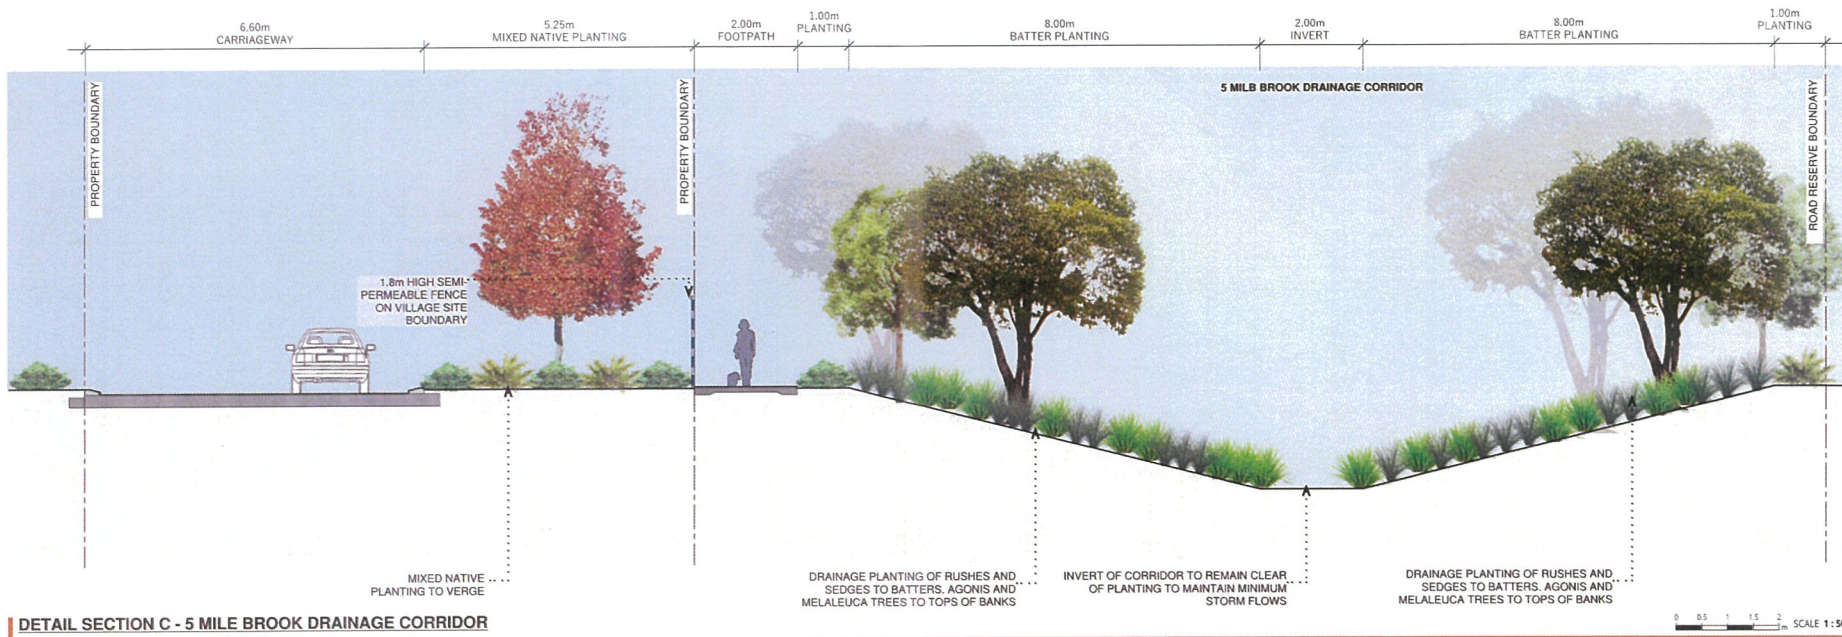 6.60m
CARRIAGEWAY
5.25m
MIXED NATIVE PLANTING
2.00m
FOOTPATH
1.00m
PLANTING
8.00m
BATTER PLANTING
2.00m
INVERT
8.00m
BATTER PLANTING
1.00m
PLANTING
PROPERTY BOUNDARY
PROPERTY BOUNDARY
5 MILB BROOK DRAINAGE CORRIDOR
ROAD RESERVE BOUNDARY
1.8m HIGH SEMI-
PERMEABLE FENCE
ON VILLAGE SITE
BOUNDARY
MIXED NATIVE
PLANTING TO VERGE
DRAINAGE PLANTING OF RUSHES AND
SEDGES TO BATTERS. AGONIS AND
MELALEUCA TREES TO TOPS OF BANKS
INVERT OF CORRIDOR TO REMAIN CLEAR
OF PLANTING TO MAINTAIN MINIMUM
STORM FLOWS
DRAINAGE PLANTING OF RUSHES AND
SEDGES TO BATTERS. AGONIS AND
MELALEUCA TREES TO TOPS OF BANKS
DETAIL SECTION C - 5 MILE BROOK DRAINAGE CORRIDOR
0 0.5 1 1.5 2
m
SCALE